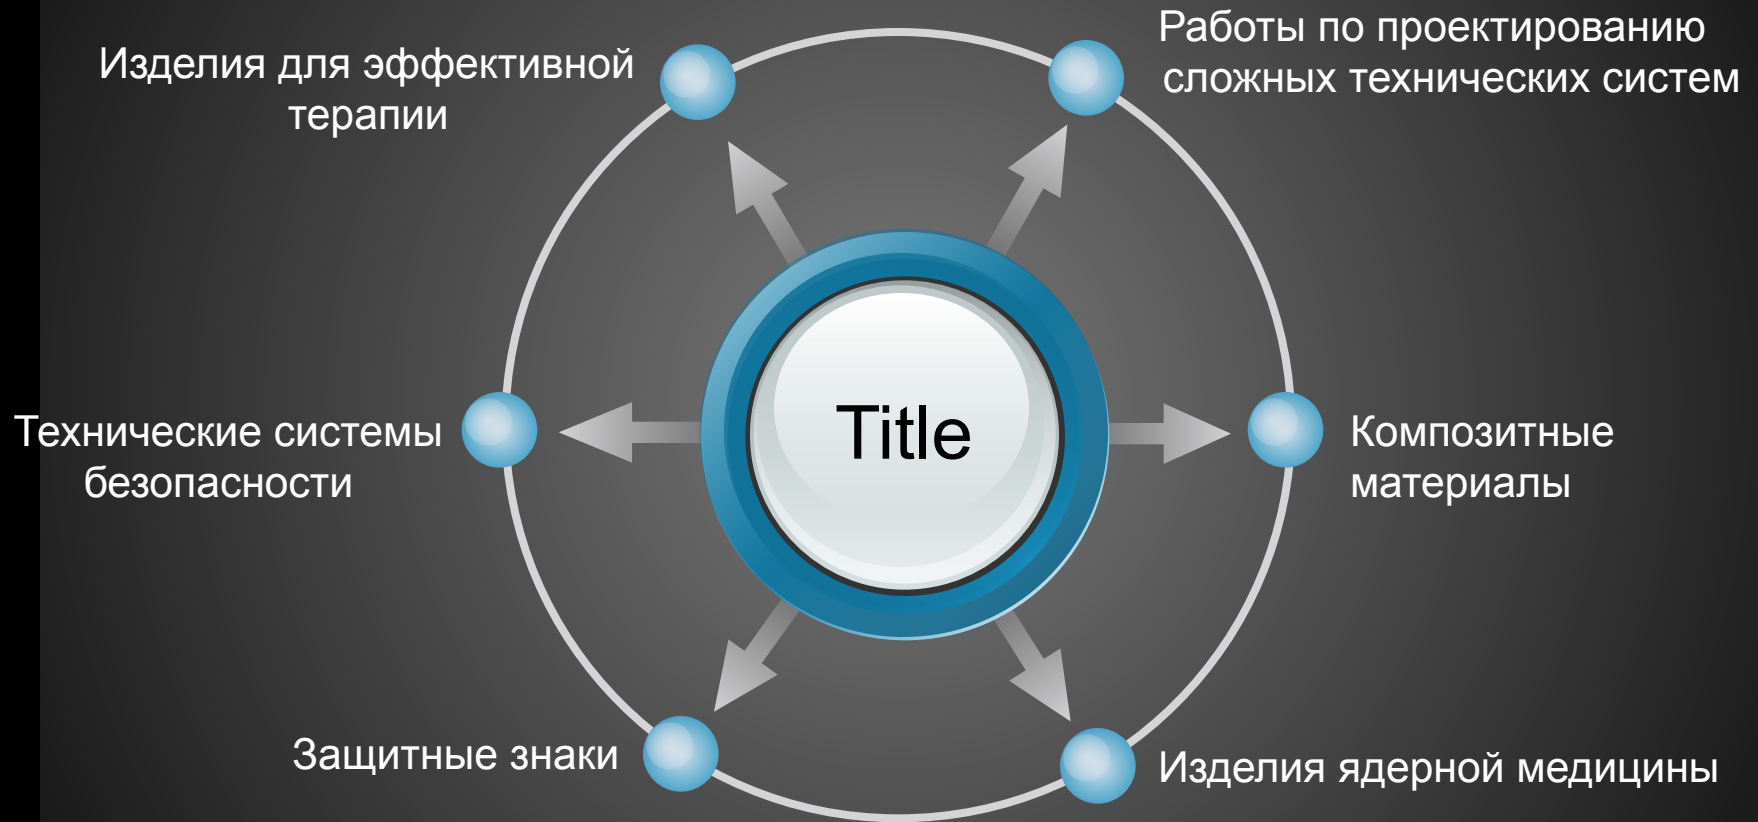 Изделия для эффективной
терапии
Работы по проектированию
сложных технических систем
Технические системы
безопасности
Title
Композитные
материалы
Защитные знаки
Изделия ядерной медицины